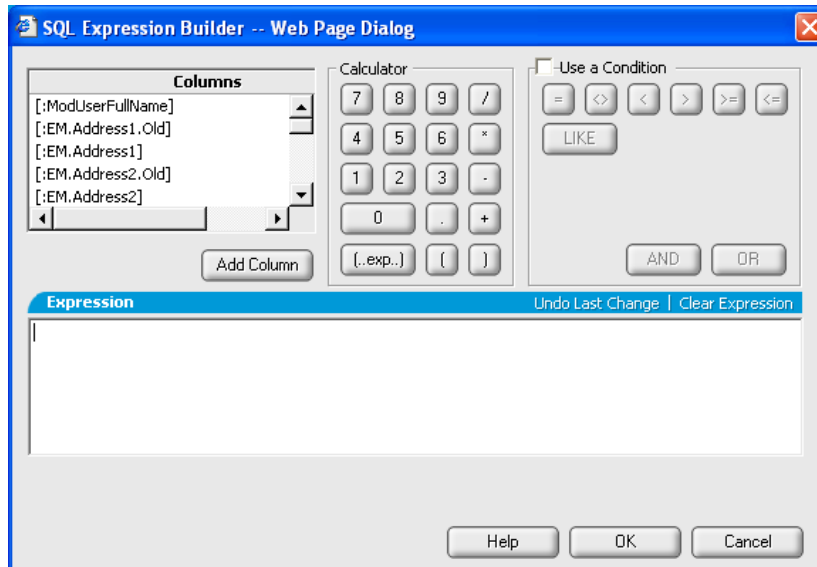 SQL Expression Builder -- Web Page Dialog
Columns
[:ModUserFullName]
[:EM.Address1.Old]
[:EM.Address1]
[:EM.Address2.Old]
[:EM.Address2]
Add Column
Calculator
7 8 9 /
4 5 6 *
1 2 3 -
0 . +
(..exp..) ( )
Use a Condition
= <> < > >= <=
LIKE
AND OR
Expression Undo Last Change | Clear Expression
Help OK Cancel